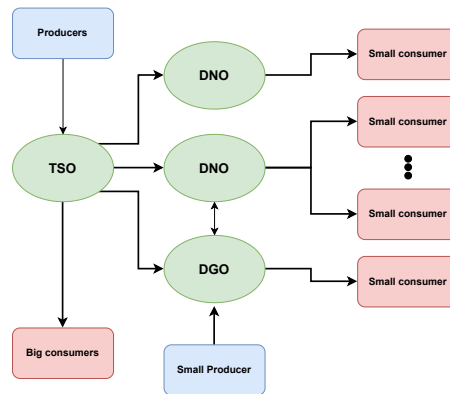 Producers
DNO
Small consumer
Small consumer
TSO
DNO
Small consumer
DGO
Small consumer
Big consumers
Small Producer